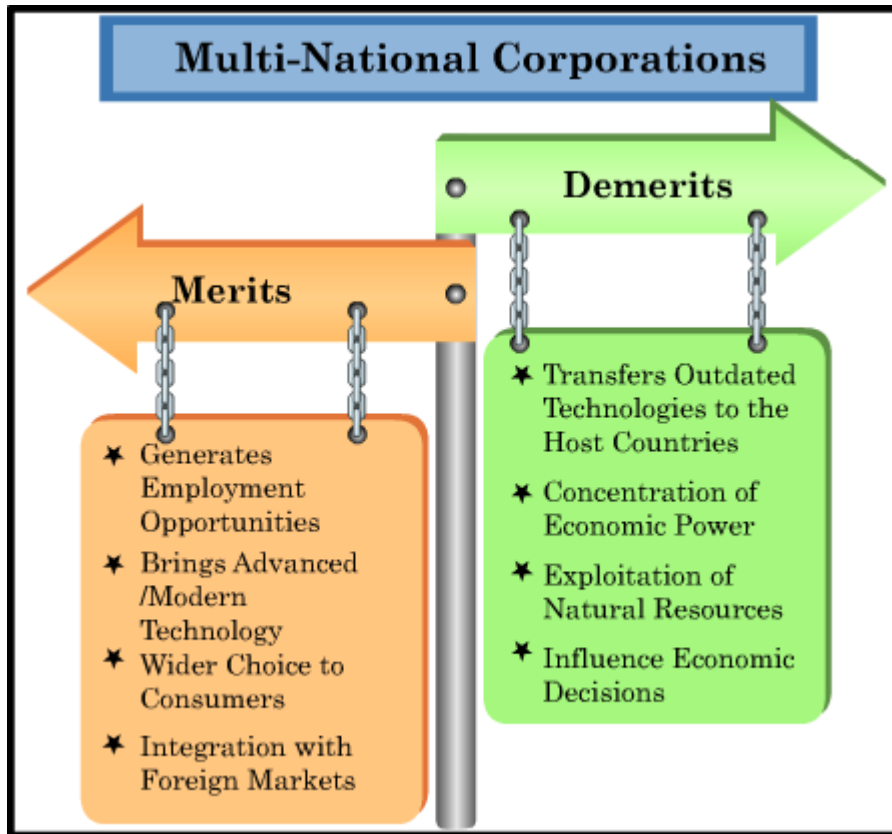 Multi-National Corporations
Demerits
Merits
Transfers Outdated
Technologies to the
Host Countries
Concentration of
Economic Power
Exploitation of
Natural Resources
Influence Economic
Decisions
Generates
Employment
Opportunities
Brings Advanced
/Modern
Technology
Wider Choice to
Consumers
Integration with
Foreign Markets